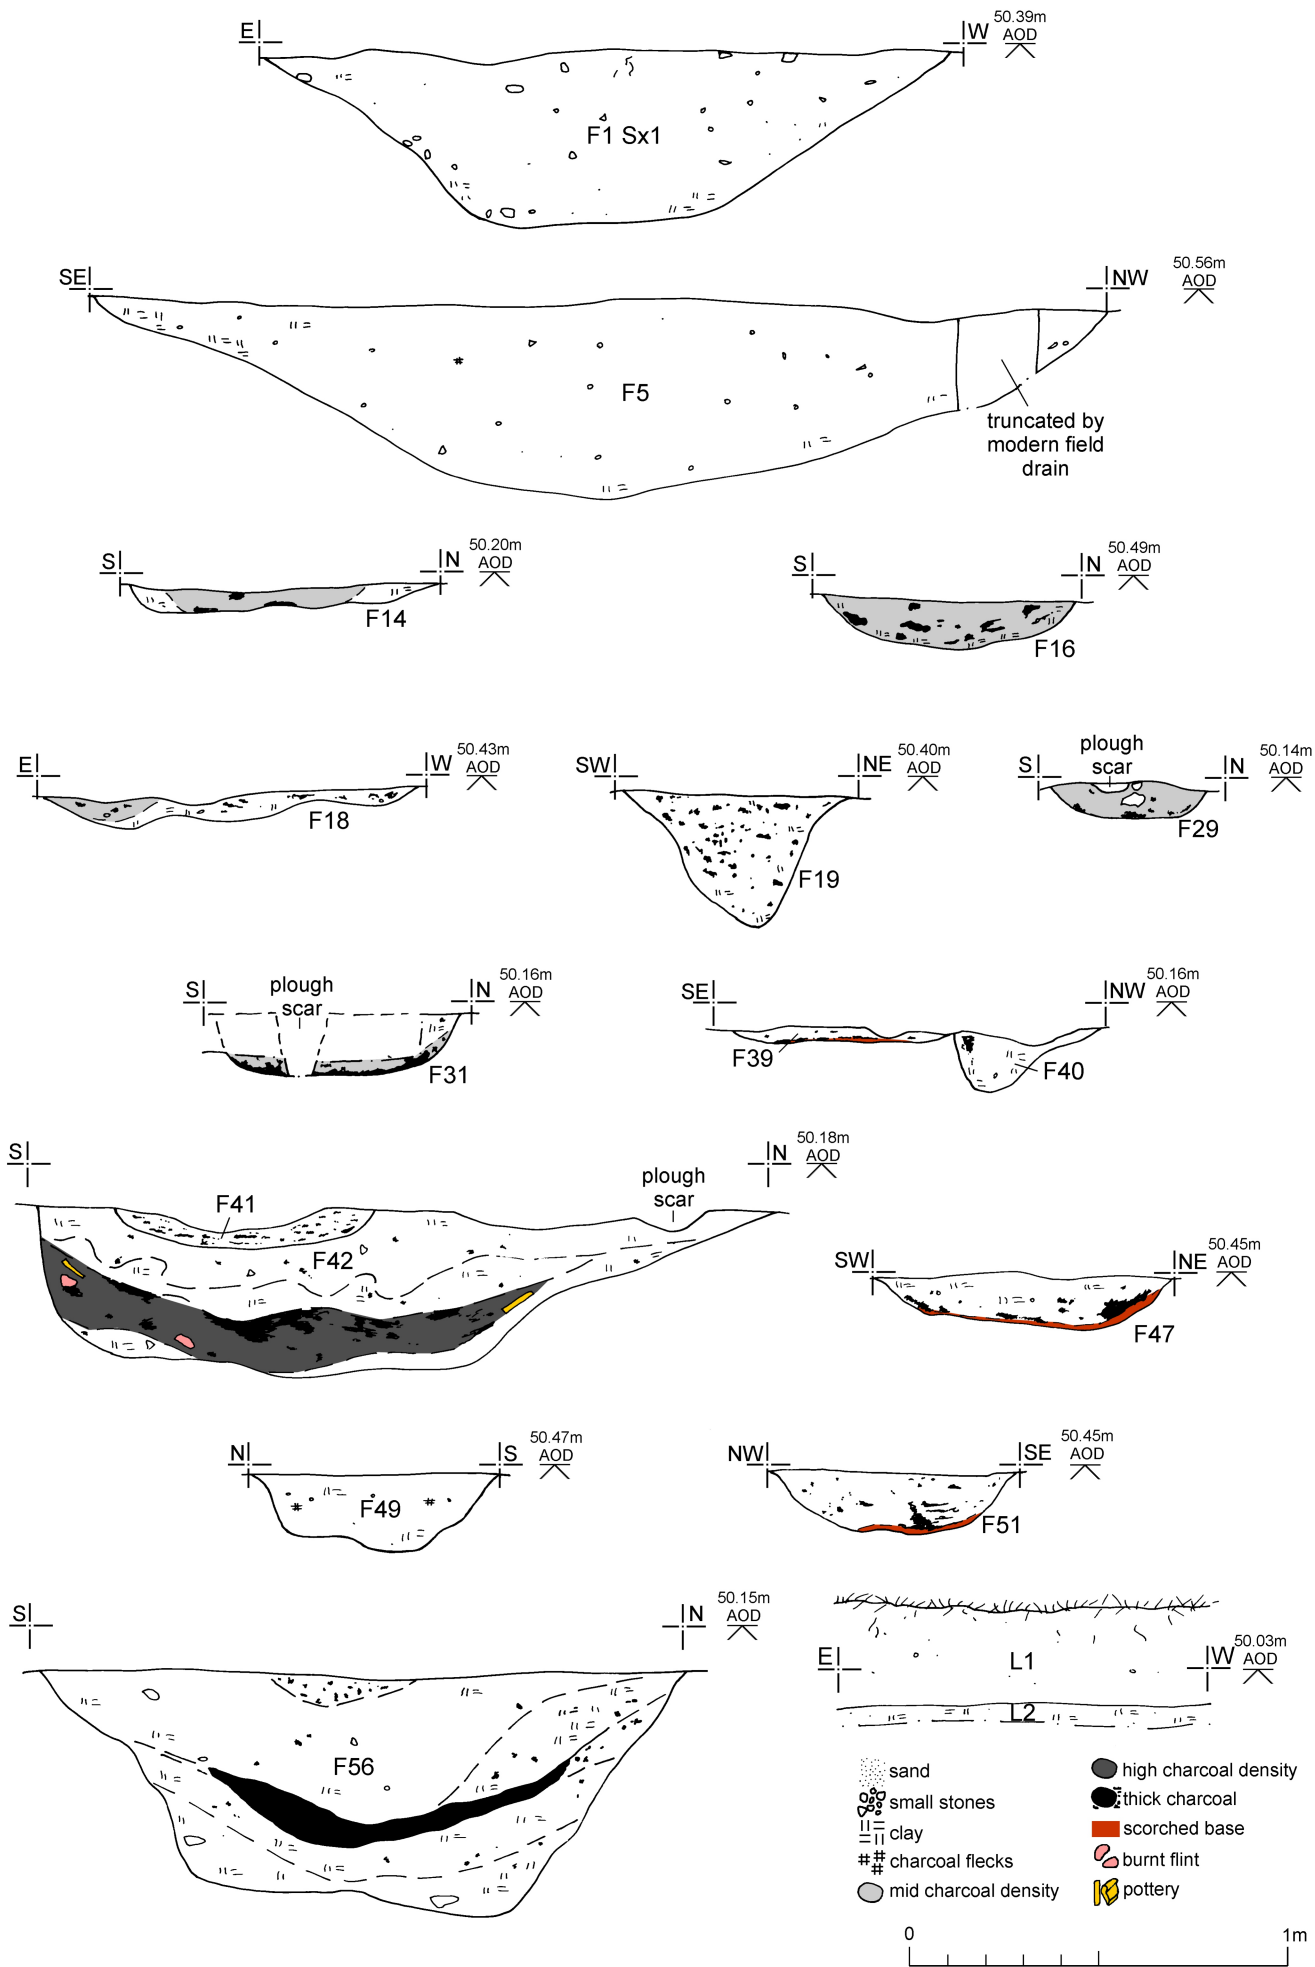 E W 50.39m
AOD
F1 Sx1
SE NW 50.56m
AOD
F5
truncated by
modern field
drain
S N 50.20m
AOD
F14
S N 50.49m
AOD
F16
E W 50.43m
AOD
F18
SW NE 50.40m
AOD
F19
plough
scar
S N 50.14m
AOD
F29
plough
scar
S N 50.16m
AOD
F31
SE NW 50.16m
AOD
F39
F40
S N 50.18m
AOD
plough
scar
F41
F42
SW NE 50.45m
AOD
F47
N S 50.47m
AOD
F49
NW SE 50.45m
AOD
F51
S N 50.15m
AOD
F56
E W 50.03m
AOD
L1
L2
sand
small stones
clay
charcoal flecks
mid charcoal density
high charcoal density
thick charcoal
scorched base
burnt flint
pottery
0 1m